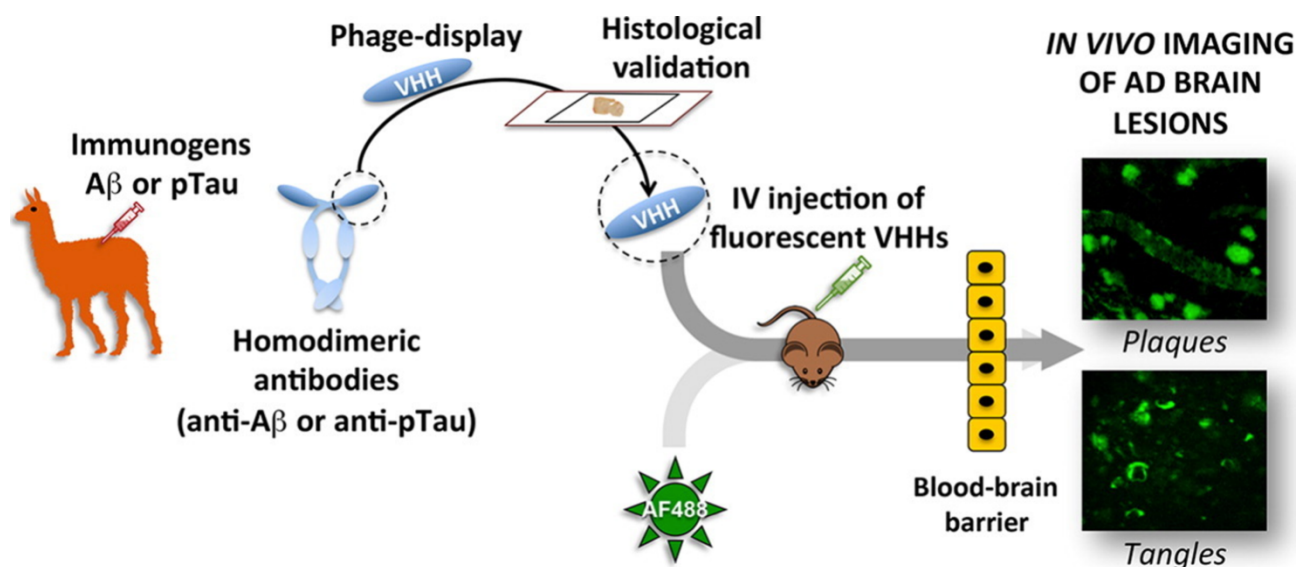 Phage-display
VHH
Histological
validation
IN VIVO IMAGING
OF AD BRAIN
LESIONS
Immunogens
Aβ or pTau
VHH
IV injection of
fluorescent VHHs
Plaques
Homodimeric
antibodies
(anti-Aβ or anti-pTau)
AF488
Blood-brain
barrier
Tangles